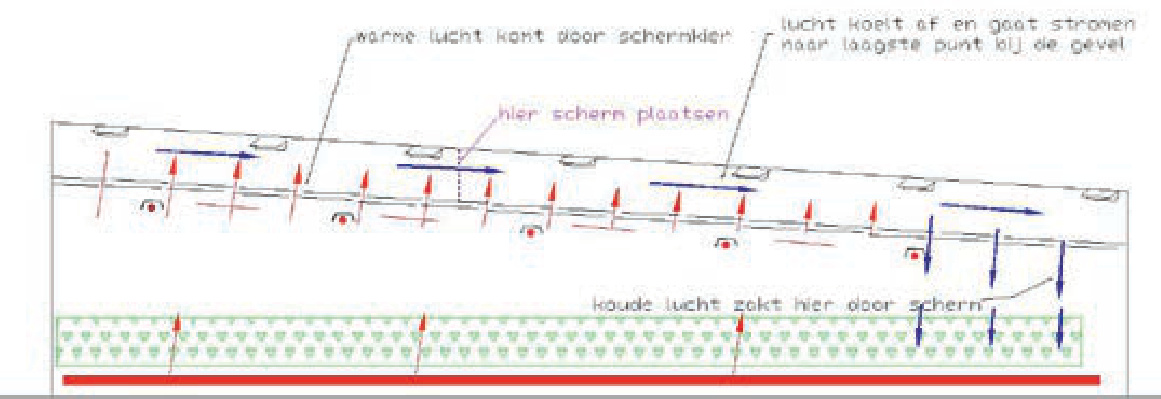 warme lucht komt door schermkier
lucht koelt af en gaat stromen
naar laagste punt bij de gevel
hier scherm plaatsen
koude lucht zakt hier door scherm